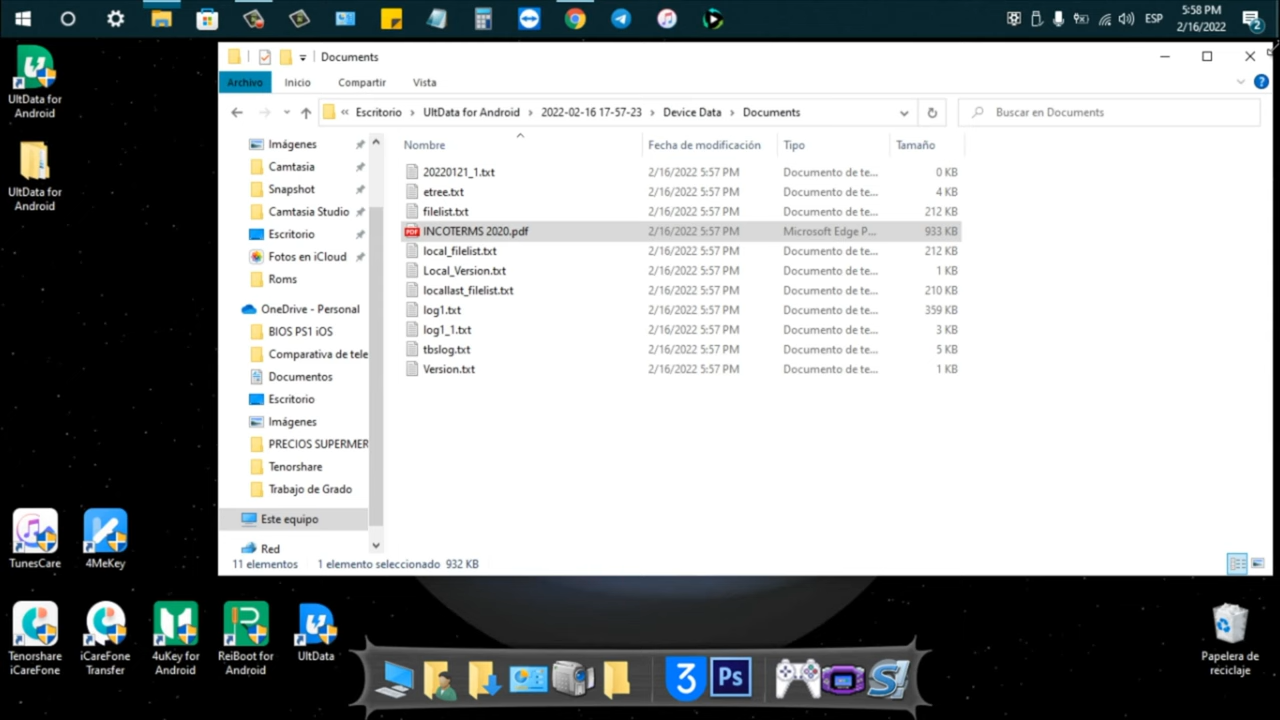 5:58 PM
ESP
2/16/2022
2
Documents
Archivo Inicio Compartir Vista
« Escritorio > UltData for Android > 2022-02-16 17-57-23 > Device Data > Documents
Buscar en Documents
Nombre Fecha de modificación Tipo Tamaño
20220121_1.txt 2/16/2022 5:57 PM Documento de te... 0 KB
etree.txt 2/16/2022 5:57 PM Documento de te... 4 KB
filelist.txt 2/16/2022 5:57 PM Documento de te... 212 KB
PDF INCOTERMS 2020.pdf 2/16/2022 5:57 PM Microsoft Edge P... 933 KB
local_filelist.txt 2/16/2022 5:57 PM Documento de te... 212 KB
Local_Version.txt 2/16/2022 5:57 PM Documento de te... 1 KB
locallast_filelist.txt 2/16/2022 5:57 PM Documento de te... 210 KB
log1.txt 2/16/2022 5:57 PM Documento de te... 359 KB
log1_1.txt 2/16/2022 5:57 PM Documento de te... 3 KB
tbslog.txt 2/16/2022 5:57 PM Documento de te... 5 KB
Version.txt 2/16/2022 5:57 PM Documento de te... 1 KB
Imágenes
Camtasia
Snapshot
Camtasia Studio
Escritorio
Fotos en iCloud
Roms
OneDrive - Personal
BIOS PS1 iOS
Comparativa de tele
Documentos
Escritorio
Imágenes
PRECIOS SUPERMER
Tenorshare
Trabajo de Grado
Este equipo
Red
11 elementos 1 elemento seleccionado 932 KB
UltData for
Android
UltData for
Android
TunesCare
4MeKey
Tenorshare
iCareFone
iCareFone
Transfer
4uKey for
Android
ReiBoot for
Android
UltData
3
Ps
Papelera de
reciclaje